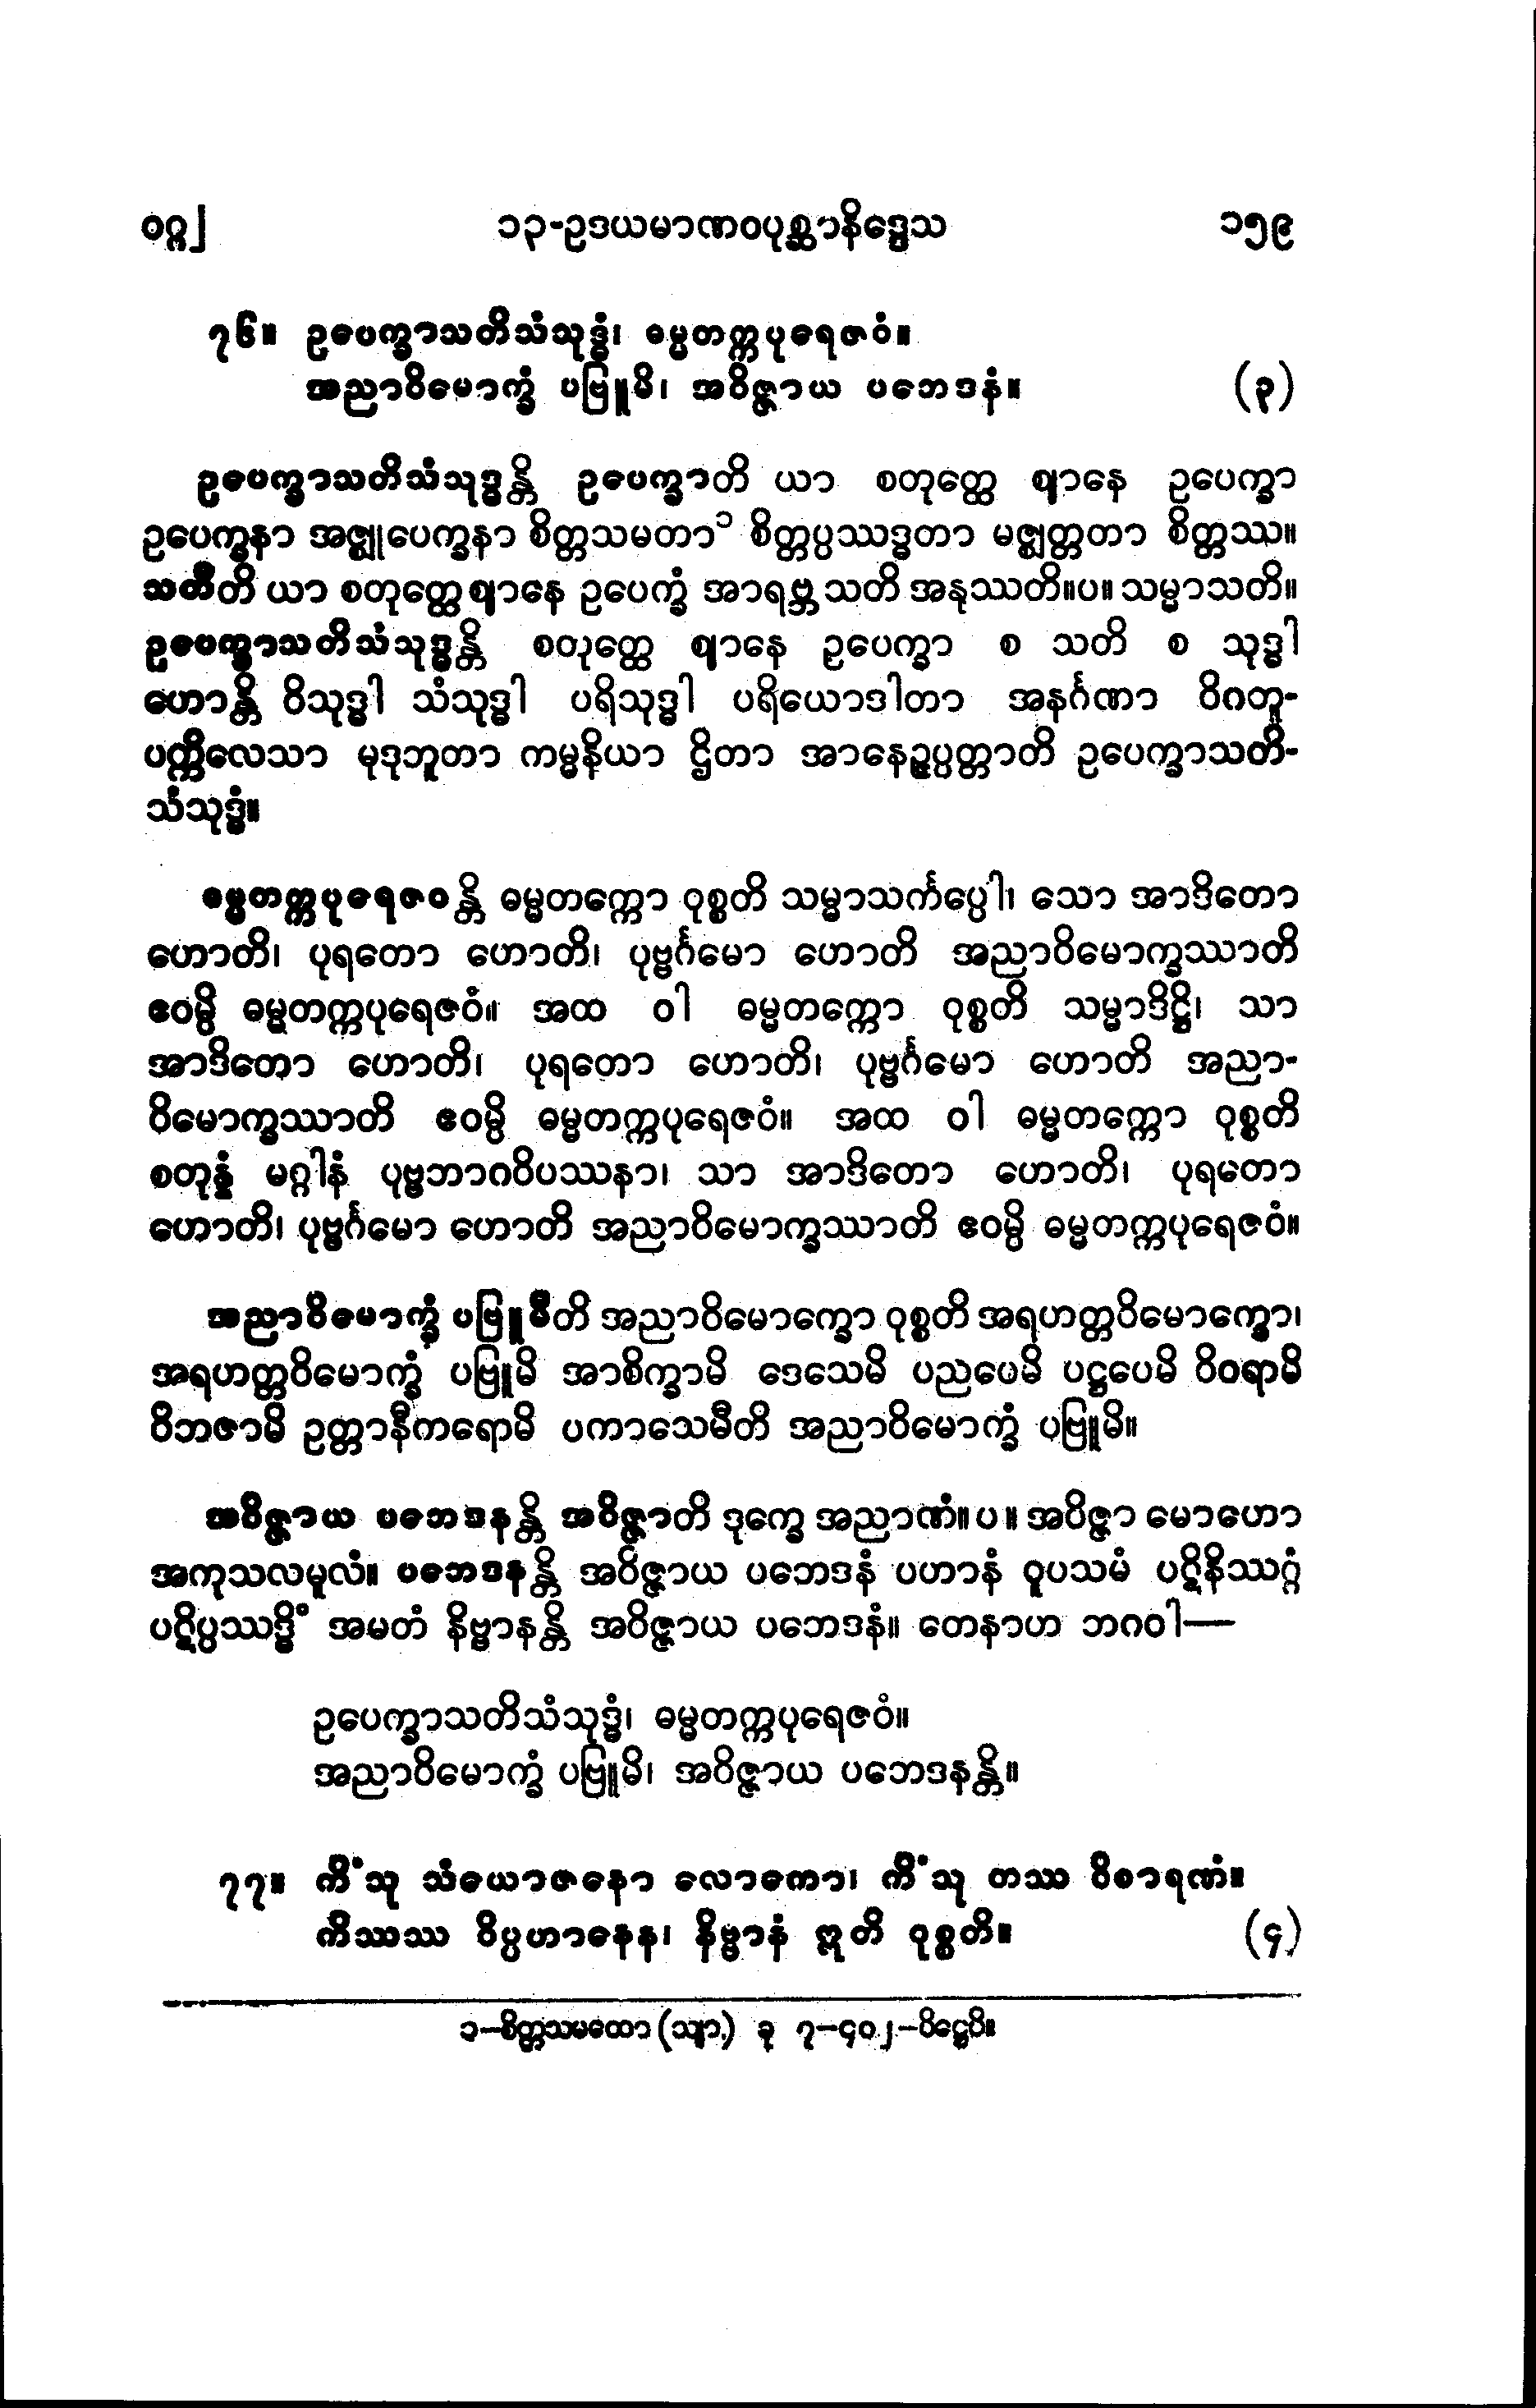 ဝဂ္ဂ] ၁၃-ဥဒယမာဏဝပုစ္ဆာနိဒ္ဒေသ ၁၅၉
၇၆။ ဥပေက္ခာသတိသံသုဒ္ဓံ၊ ဓမ္မတက္ကပုရေဇဝံ။
အညာဝိမောက္ခံ ပဗြူမိ၊ အဝိဇ္ဇာယ ပဘေဒနံ။ (၃)
ဥပေက္ခာသတိသံသုဒ္ဓန္တိ ဥပေက္ခာတိ ယာ စတုတ္ထေ ဈာနေ ဥပေက္ခာ
ဥပေက္ခနာ အဇ္ဈုပေက္ခနာ စိတ္တသမတာ၁ စိတ္တပ္ပဿဒ္ဓတာ မဇ္ဈတ္တတာ စိတ္တဿ။
သတီတိ ယာ စတုတ္ထေ ဈာနေ ဥပေက္ခံ အာရဗ္ဘ သတိ အနုဿတိ။ပ။ သမ္မာသတိ။
ဥပေက္ခာသတိသံသုဒ္ဓန္တိ စတုတ္ထေ ဈာနေ ဥပေက္ခာ စ သတိ စ သုဒ္ဓါ
ဟောန္တိ ဝိသုဒ္ဓါ သံသုဒ္ဓါ ပရိသုဒ္ဓါ ပရိယောဒါတာ အနင်္ဂဏာ ဝိဂတူ-
ပက္ကိလေသာ မုဒုဘူတာ ကမ္မနိယာ ဌိတာ အာနေဉ္ဇပ္ပတ္တာတိ ဥပေက္ခာသတိ-
သံသုဒ္ဓံ။
ဓမ္မတက္ကပုရေဇဝန္တိ ဓမ္မတက္ကော ဝုစ္စတိ သမ္မာသင်္ကပ္ပေါ၊ သော အာဒိတော
ဟောတိ၊ ပုရတော ဟောတိ၊ ပုဗ္ဗင်္ဂမော ဟောတိ အညာဝိမောက္ခဿာတိ
ဧဝမ္ပိ ဓမ္မတက္ကပုရေဇဝံ။ အထ ဝါ ဓမ္မတက္ကော ဝုစ္စတိ သမ္မာဒိဋ္ဌိ၊ သာ
အာဒိတော ဟောတိ၊ ပုရတော ဟောတိ၊ ပုဗ္ဗင်္ဂမော ဟောတိ အညာ-
ဝိမောက္ခဿာတိ ဧဝမ္ပိ ဓမ္မတက္ကပုရေဇဝံ။ အထ ဝါ ဓမ္မတက္ကော ဝုစ္စတိ
စတုန္နံ မဂ္ဂါနံ ပုဗ္ဗဘာဂဝိပဿနာ၊ သာ အာဒိတော ဟောတိ၊ ပုရတော
ဟောတိ၊ ပုဗ္ဗင်္ဂမော ဟောတိ အညာဝိမောက္ခဿာတိ ဧဝမ္ပိ ဓမ္မတက္ကပုရေဇဝံ။
အညာဝိမောက္ခံ ပဗြူမီတိ အညာဝိမောက္ခော ဝုစ္စတိ အရဟတ္တဝိမောက္ခော၊
အရဟတ္တဝိမောက္ခံ ပဗြူမိ အာစိက္ခာမိ ဒေသေမိ ပညပေမိ ပဋ္ဌပေမိ ဝိဝရာမိ
ဝိဘဇာမိ ဥတ္တာနီကရောမိ ပကာသေမီတိ အညာဝိမောက္ခံ ပဗြူမိ။
အဝိဇ္ဇာယ ပဘေဒနန္တိ အဝိဇ္ဇာတိ ဒုက္ခေ အညာဏံ။ပ။ အဝိဇ္ဇာ မောဟော
အကုသလမူလံ။ ပဘေဒနန္တိ အဝိဇ္ဇာယ ပဘေဒနံ ပဟာနံ ဝူပသမံ ပဋိနိဿဂ္ဂံ
ပဋိပ္ပဿဒ္ဓိံ အမတံ နိဗ္ဗာနန္တိ အဝိဇ္ဇာယ ပဘေဒနံ။ တေနာဟ ဘဂဝါ—
ဥပေက္ခာသတိသံသုဒ္ဓံ၊ ဓမ္မတက္ကပုရေဇဝံ။
အညာဝိမောက္ခံ ပဗြူမိ၊ အဝိဇ္ဇာယ ပဘေဒနန္တိ။
၇၇။ ကိံသု သံယောဇနော လောကော၊ ကိံသု တဿ ဝိစာရဏံ။
ကိဿဿ ဝိပ္ပဟာနေန၊ နိဗ္ဗာနံ ဣတိ ဝုစ္စတိ။ (၄)
၁–စိတ္တသမထော (သျာ,) ခု ၇–၄၀၂–ပိဋ္ဌေပိ။